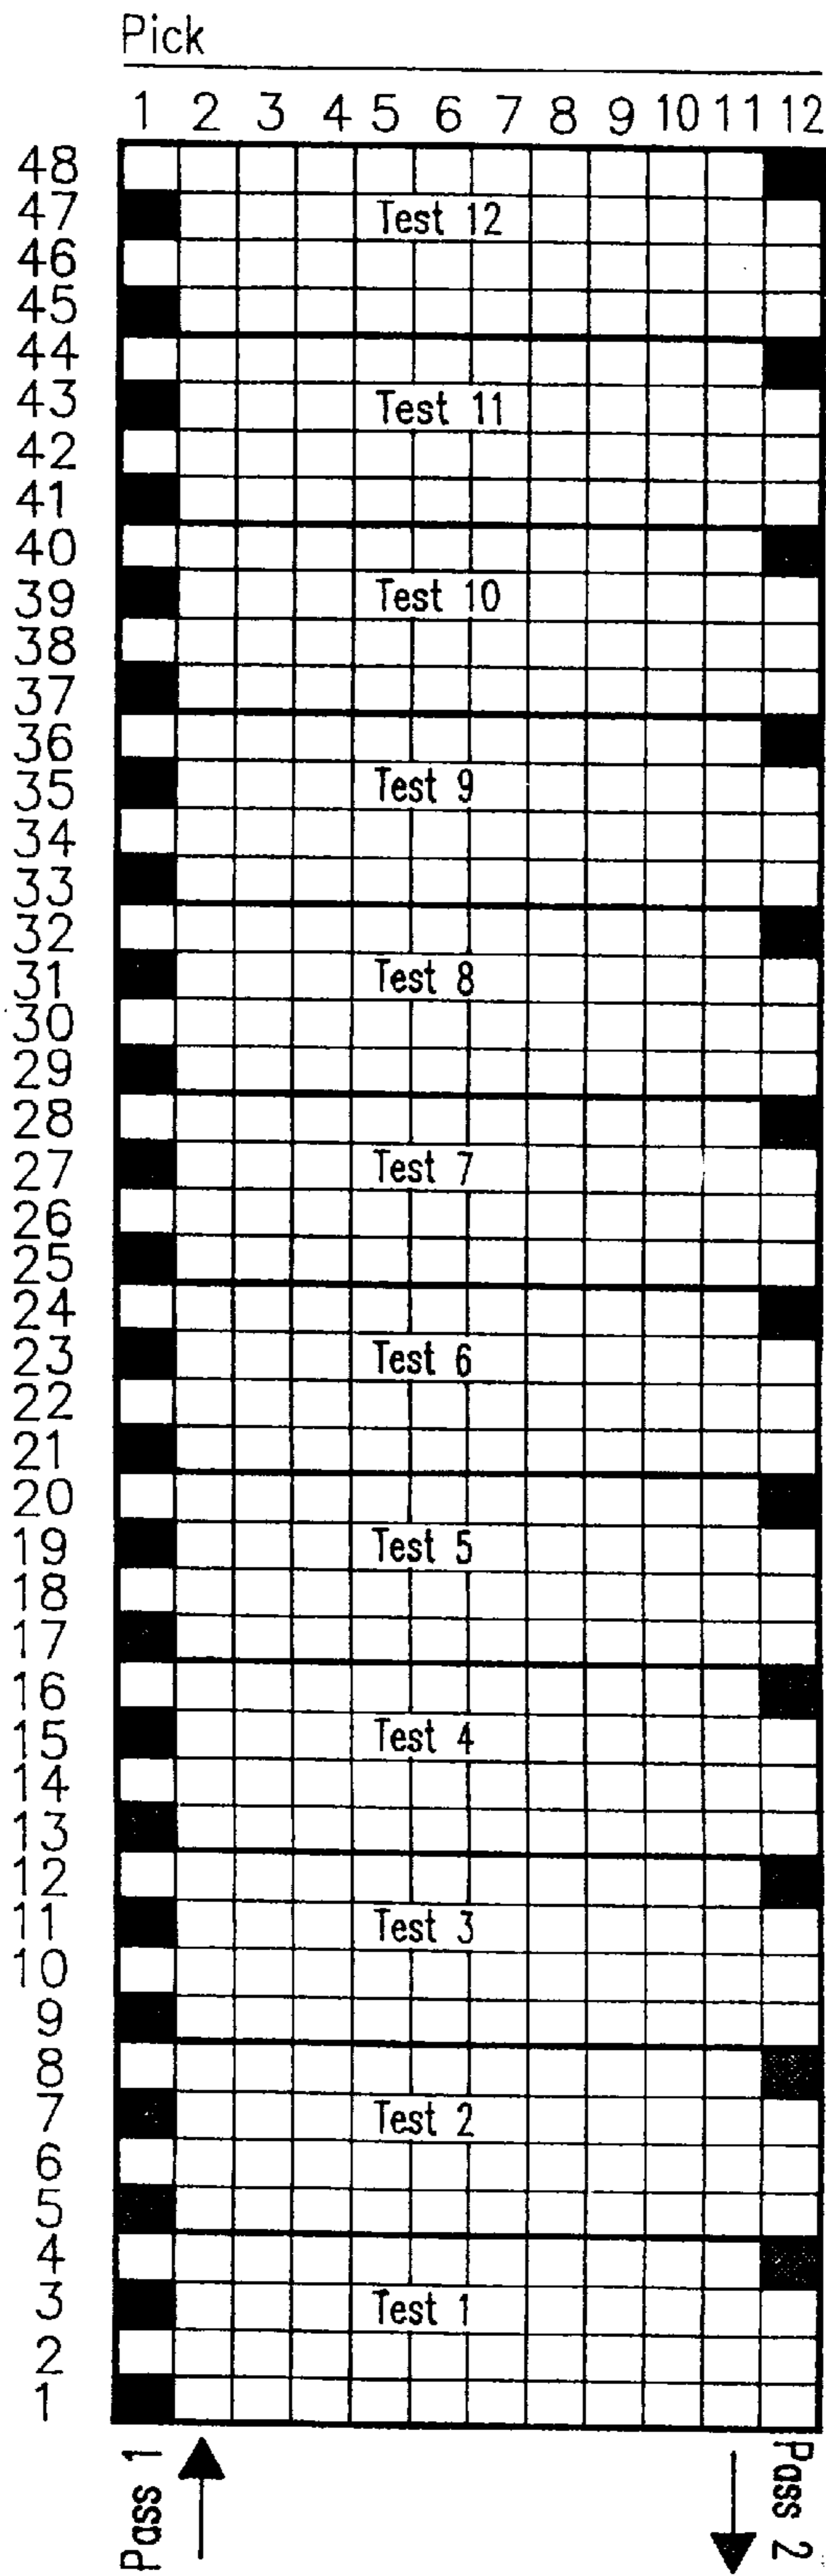 Pick
1 2 3 4 5 6 7 8 9 10 11 12
48
47 Test 12
46
45
44
43 Test 11
42
41
40
39 Test 10
38
37
36
35 Test 9
34
33
32
31 Test 8
30
29
28
27 Test 7
26
25
24
23 Test 6
22
21
20
19 Test 5
18
17
16
15 Test 4
14
13
12
11 Test 3
10
9
8
7 Test 2
6
5
4
3 Test 1
2
1
Pass 1
Pass 2